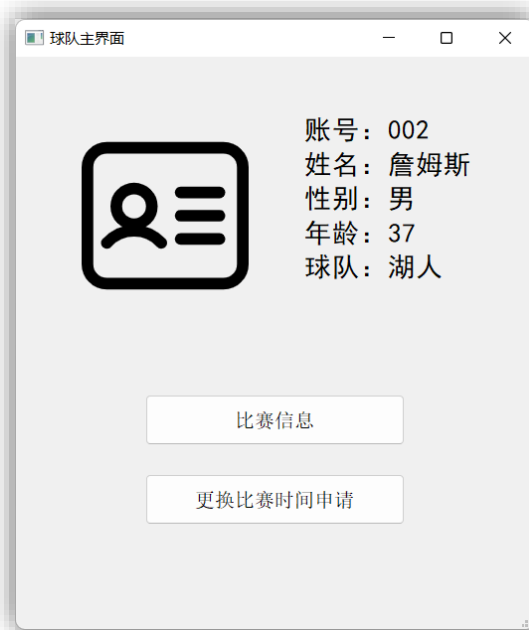 球队主界面
账号：002
姓名：詹姆斯
性别：男
年龄：37
球队：湖人
比赛信息
更换比赛时间申请